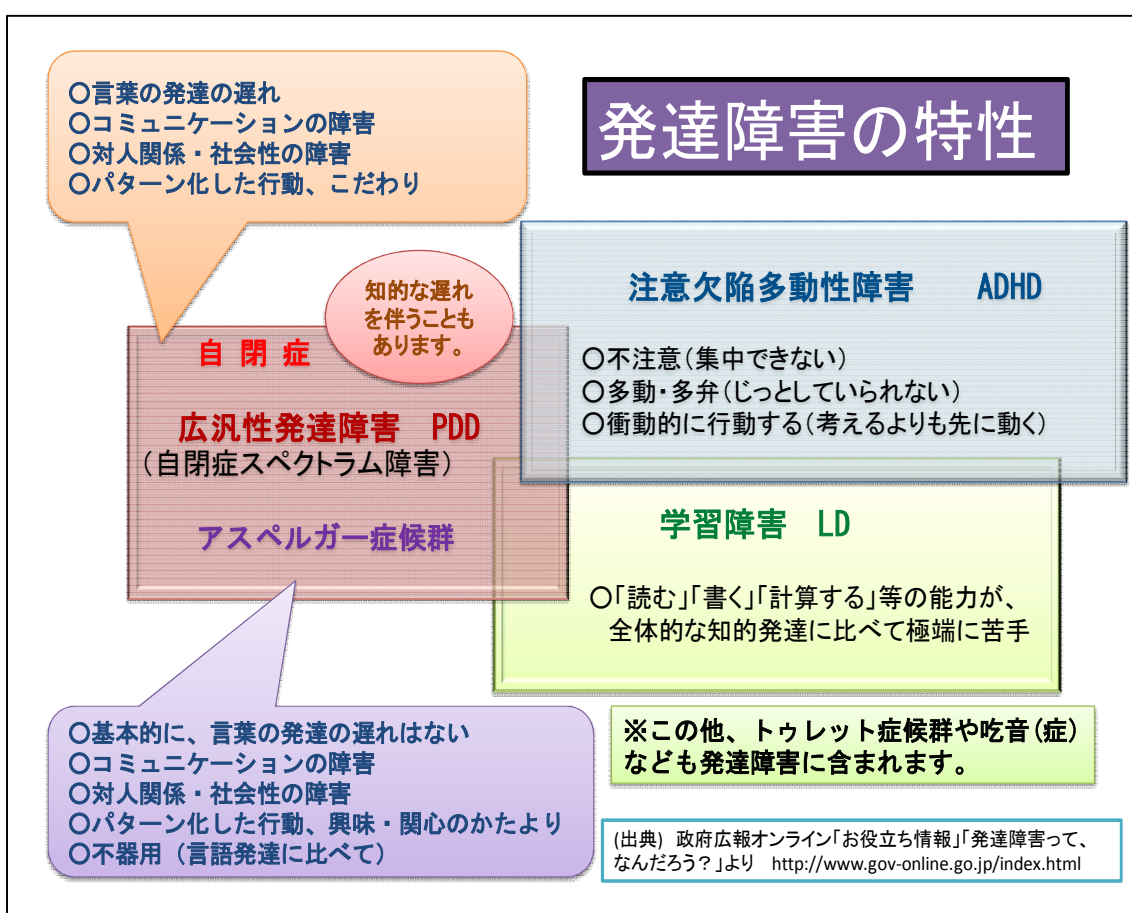 発達障害の特性
〇言葉の発達の遅れ
〇コミュニケーションの障害
〇対人関係・社会性の障害
〇パターン化した行動、こだわり
知的な遅れ
を伴うことも
あります。
自 閉 症
広汎性発達障害 PDD
（自閉症スペクトラム障害）
アスペルガー症候群
注意欠陥多動性障害 ADHD
〇不注意（集中できない）
〇多動・多弁（じっとしていられない）
〇衝動的に行動する（考えるよりも先に動く）
学習障害 LD
〇「読む」「書く」「計算する」等の能力が、
全体的な知的発達に比べて極端に苦手
〇基本的に、言葉の発達の遅れはない
〇コミュニケーションの障害
〇対人関係・社会性の障害
〇パターン化した行動、興味・関心のかたより
〇不器用（言語発達に比べて）
※この他、トゥレット症候群や吃音(症)
なども発達障害に含まれます。
(出典) 政府広報オンライン「お役立ち情報」「発達障害って、
なんだろう？」より http://www.gov-online.go.jp/index.html